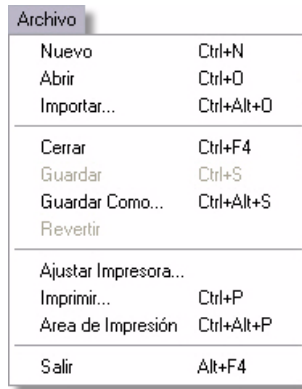 Archivo
Nuevo Ctrl+N
Abrir Ctrl+O
Importar... Ctrl+Alt+O
Cerrar Ctrl+F4
Guardar Ctrl+S
Guardar Como... Ctrl+Alt+S
Revertir
Ajustar Impresora...
Imprimir... Ctrl+P
Area de Impresión Ctrl+Alt+P
Salir Alt+F4